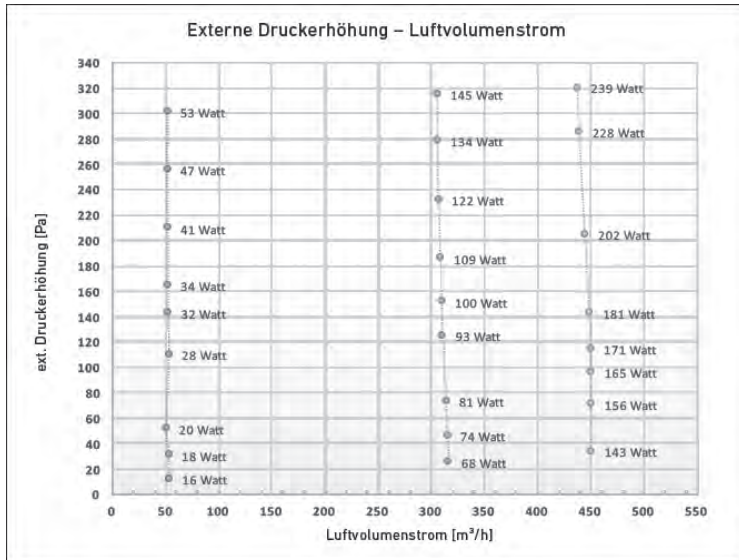 Externe Druckerhöhung – Luftvolumenstrom
ext. Druckerhöhung [Pa]
340
320
300
280
260
240
220
200
180
160
140
120
100
80
60
40
20
0
53 Watt
47 Watt
41 Watt
34 Watt
32 Watt
28 Watt
20 Watt
18 Watt
16 Watt
145 Watt
134 Watt
122 Watt
109 Watt
100 Watt
93 Watt
81 Watt
74 Watt
68 Watt
239 Watt
228 Watt
202 Watt
181 Watt
171 Watt
165 Watt
156 Watt
143 Watt
0 50 100 150 200 250 300 350 400 450 500 550
Luftvolumenstrom [m³/h]